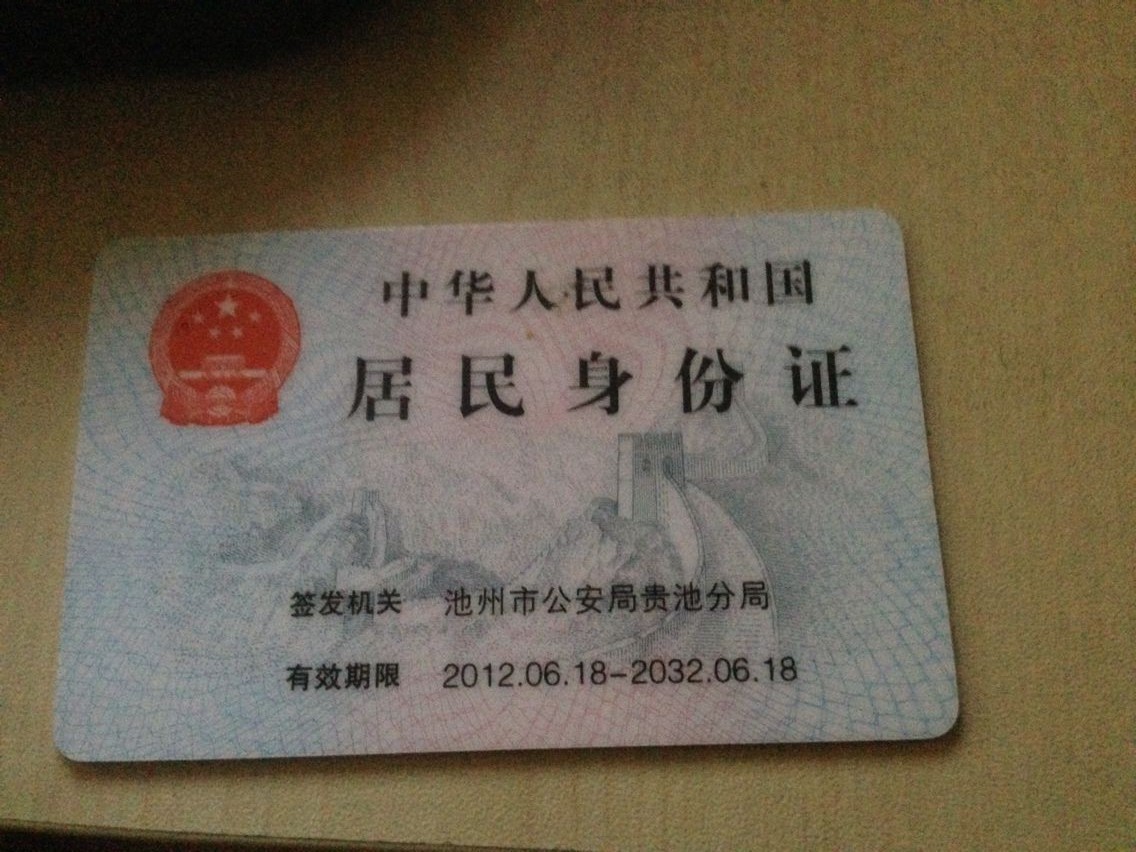 中华人民共和国
居民身份证
签发机关 池州市公安局贵池分局
有效期限 2012.06.18-2032.06.18